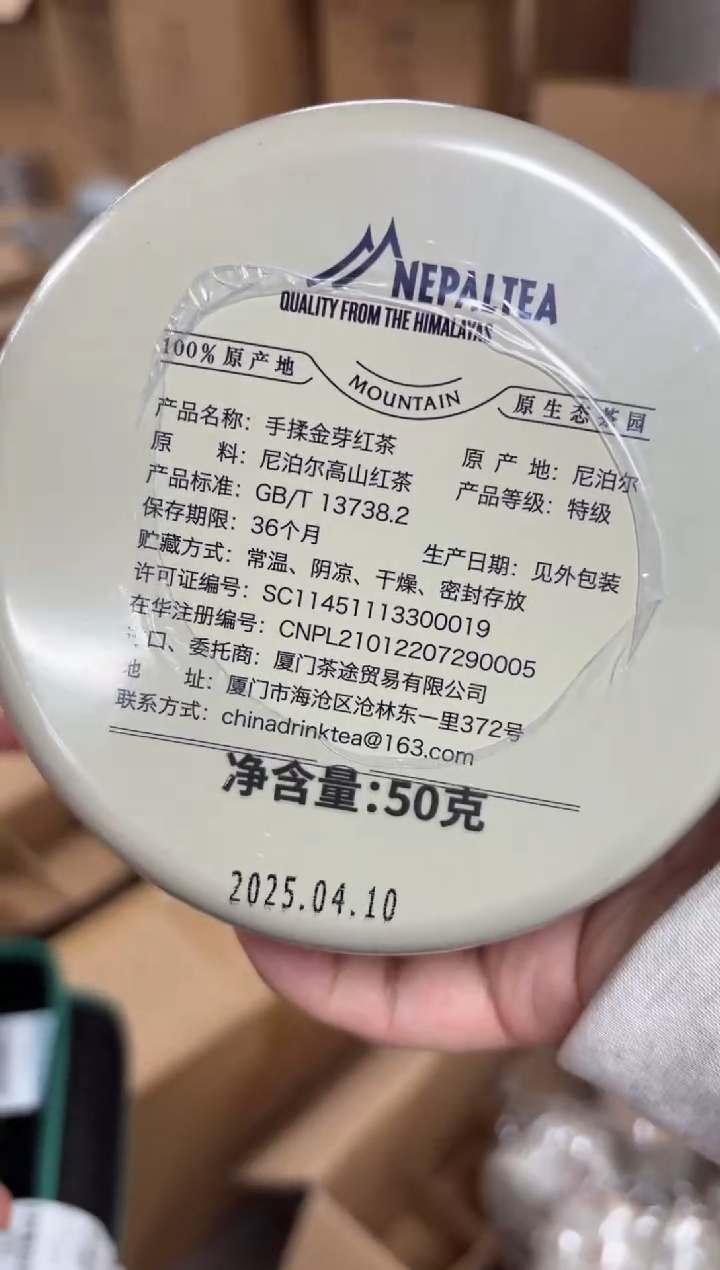 NEPALTEA
QUALITY FROM THE HIMALAYAS
100%原产地
MOUNTAIN
原生态茶园
产品名称：手揉金芽红茶
原产地：尼泊尔
原料：尼泊尔高山红茶
产品等级：特级
产品标准：GB/T 13738.2
保存期限：36个月
生产日期：见外包装
贮藏方式：常温、阴凉、干燥、密封存放
许可证编号：SC11451113300019
在华注册编号：CNPL21012207290005
口、委托商：厦门茶途贸易有限公司
地址：厦门市海沧区沧林东一里372号
联系方式：chinadrinktea@163.com
净含量：50克
2025.04.10